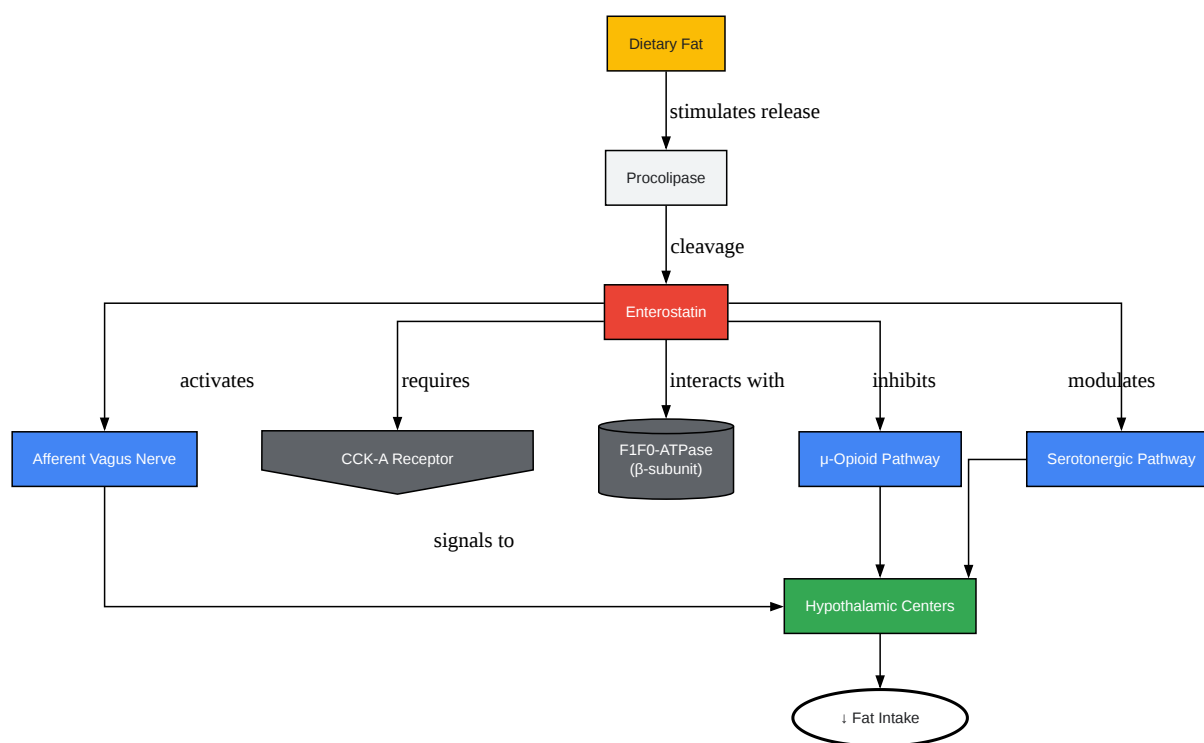 Dietary Fat
stimulates release
Procolipase
cleavage
Enterostatin
activates
requires
interacts with
inhibits
modulates
Afferent Vagus Nerve
CCK-A Receptor
F1F0-ATPase
(β-subunit)
μ-Opioid Pathway
Serotonergic Pathway
signals to
Hypothalamic Centers
↓ Fat Intake